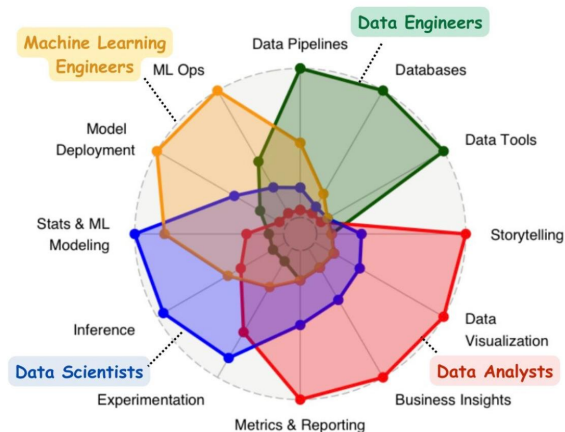 Data Engineers
Machine Learning
Engineers
Data Pipelines
ML Ops
Databases
Model
Deployment
Data Tools
Stats & ML
Modeling
Storytelling
Inference
Data
Visualization
Data Scientists
Data Analysts
Experimentation
Business Insights
Metrics & Reporting